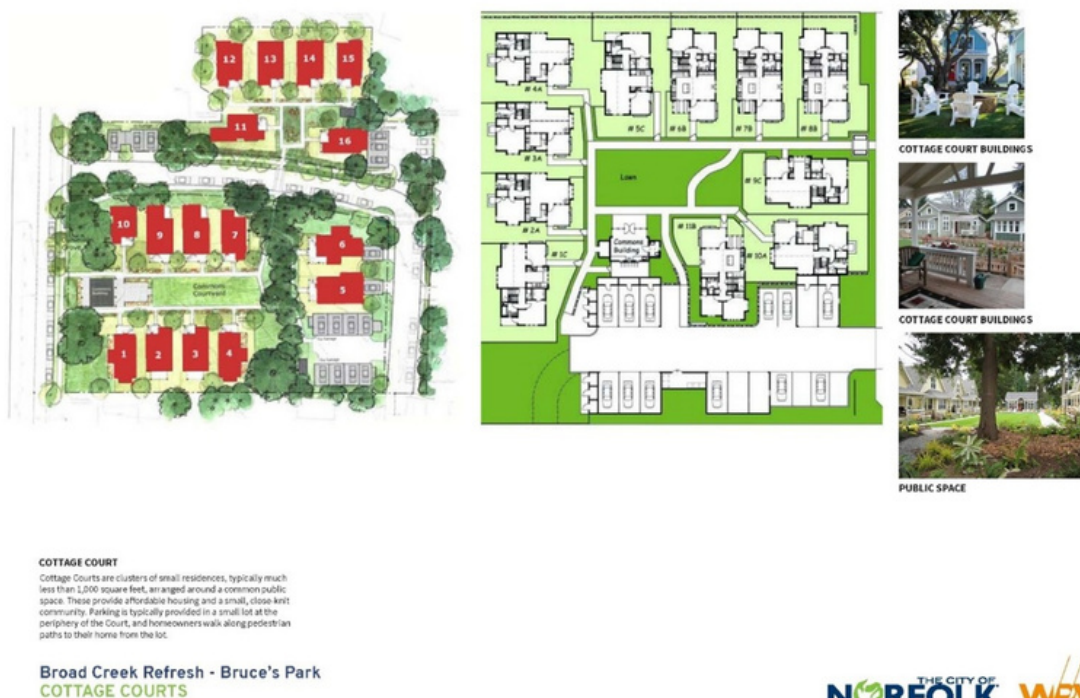 12
13
14
15
11
16
10
9
8
7
6
5
Commons
Courtyard
1
2
3
4
# 4A
# 5C
# 6B
# 7B
# 8B
# 3A
Lawn
# 9C
# 2A
# 11B
Commons
Building
# 1C
# 10A
COTTAGE COURT BUILDINGS
COTTAGE COURT BUILDINGS
PUBLIC SPACE
COTTAGE COURT
Cottage Courts are clusters of small residences, typically much
less than 1,000 square feet, arranged around a common public
space. These provide affordable housing and a small, close-knit
community. Parking is typically provided in a small lot at the
periphery of the Court, and homeowners walk along pedestrian
paths to their home from the lot.
Broad Creek Refresh - Bruce's Park
COTTAGE COURTS
THE CITY OF
NORFOLK